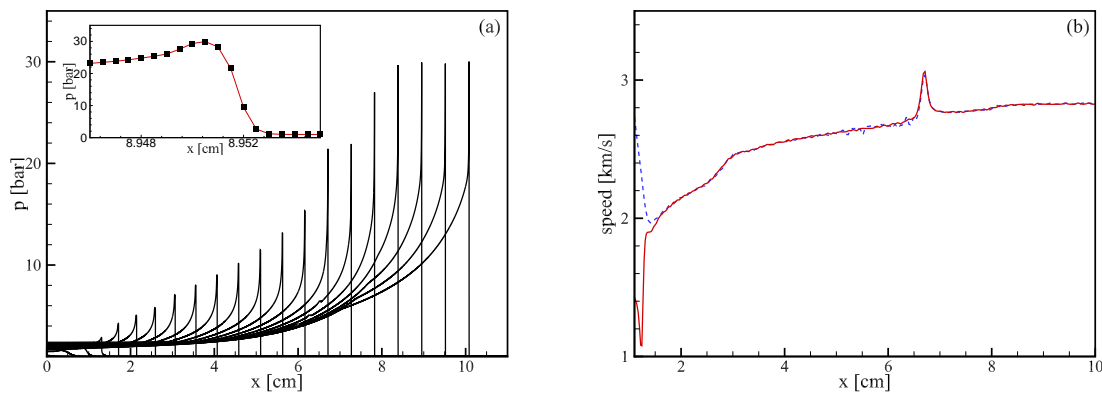 (a)
30
20
10
p [bar]
0 2 4 6 8 10
x [cm]
30
20
10
0
p [bar]
8.948 8.952
x [cm]
(b)
3
2
1
speed [km/s]
2 4 6 8 10
x [cm]